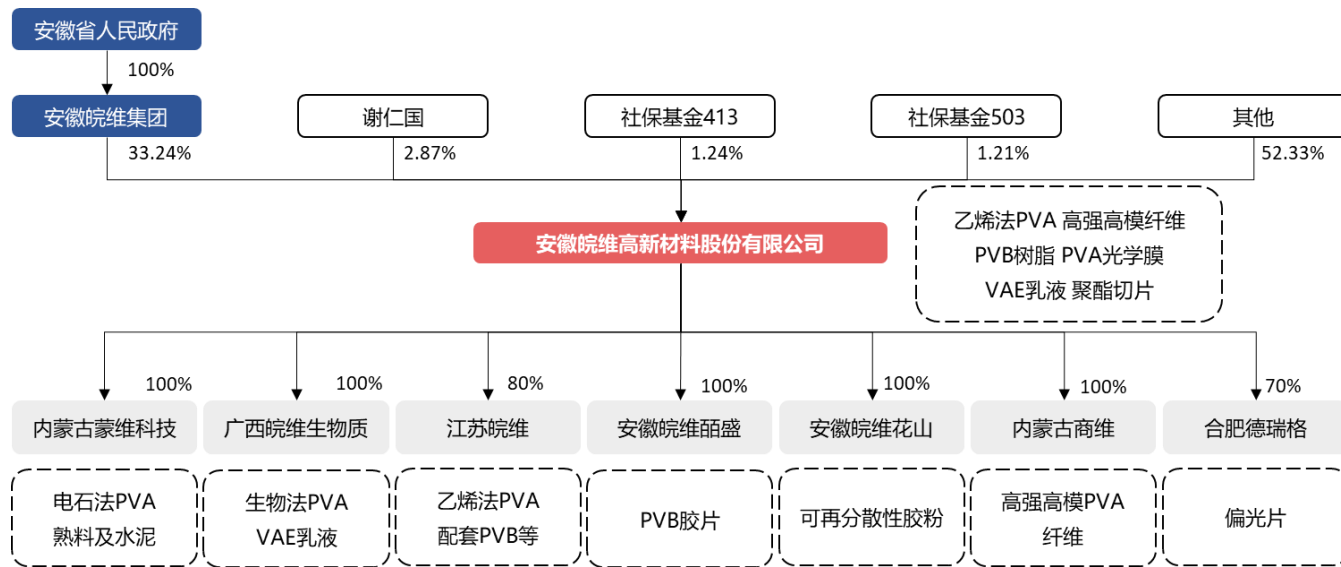 安徽省人民政府
100%
安徽皖维集团
谢仁国
社保基金413
社保基金503
其他
33.24%
2.87%
1.24%
1.21%
52.33%
安徽皖维高新材料股份有限公司
乙烯法PVA 高强高模纤维
PVB树脂 PVA光学膜
VAE乳液 聚酯切片
100%
100%
80%
100%
100%
100%
70%
内蒙古蒙维科技
广西皖维生物质
江苏皖维
安徽皖维皕盛
安徽皖维花山
内蒙古商维
合肥德瑞格
电石法PVA
熟料及水泥
生物法PVA
VAE乳液
乙烯法PVA
配套PVB等
PVB胶片
可再分散性胶粉
高强高模PVA
纤维
偏光片